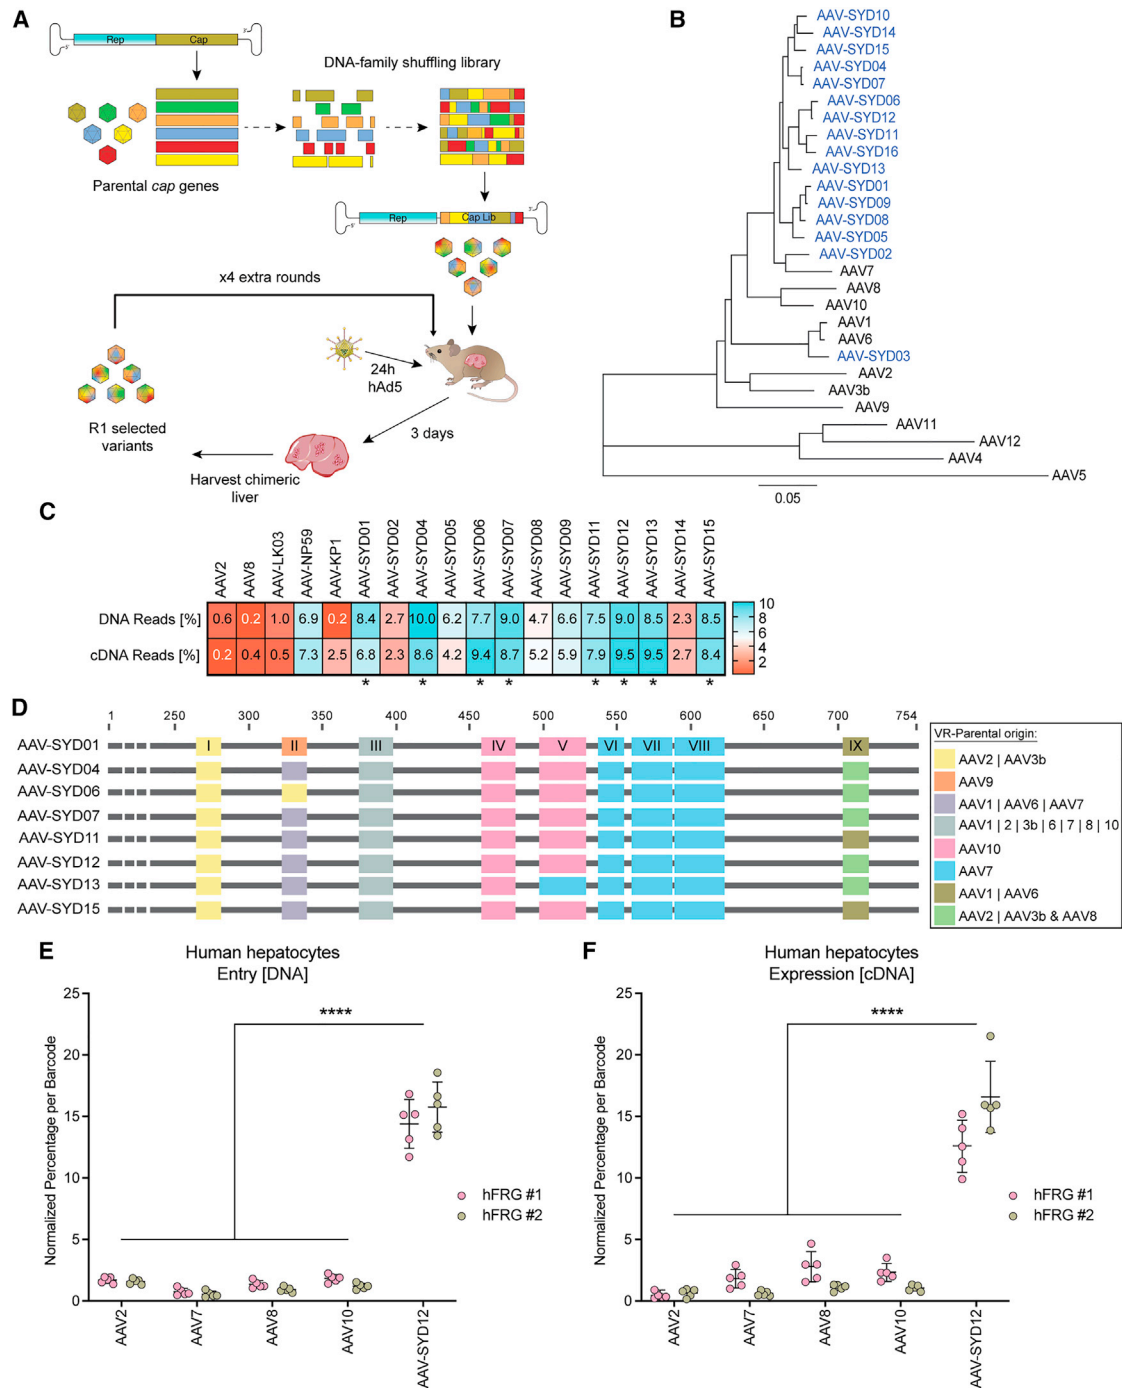 A
5'
Rep
Cap
3'
DNA-family shuffling library
Parental cap genes
5'
Rep
Cap Lib
3'
x4 extra rounds
24h
hAd5
3 days
R1 selected
variants
Harvest chimeric
liver
B
AAV-SYD10
AAV-SYD14
AAV-SYD15
AAV-SYD04
AAV-SYD07
AAV-SYD06
AAV-SYD12
AAV-SYD11
AAV-SYD16
AAV-SYD13
AAV-SYD01
AAV-SYD09
AAV-SYD08
AAV-SYD05
AAV-SYD02
AAV7
AAV8
AAV10
AAV1
AAV6
AAV-SYD03
AAV2
AAV3b
AAV9
AAV11
AAV12
AAV4
AAV5
0.05
C
AAV2 AAV8 AAV-LK03 AAV-NP59 AAV-KP1 AAV-SYD01 AAV-SYD02 AAV-SYD04 AAV-SYD05 AAV-SYD06 AAV-SYD07 AAV-SYD08 AAV-SYD09 AAV-SYD11 AAV-SYD12 AAV-SYD13 AAV-SYD14 AAV-SYD15
DNA Reads [%] 0.6 0.2 1.0 6.9 0.2 8.4 2.7 10.0 6.2 7.7 9.0 4.7 6.6 7.5 9.0 8.5 2.3 8.5
cDNA Reads [%] 0.2 0.4 0.5 7.3 2.5 6.8 2.3 8.6 4.2 9.4 8.7 5.2 5.9 7.9 9.5 9.5 2.7 8.4
* * * * * * * *
10
8
6
4
2
D
1 250 300 350 400 450 500 550 600 650 700 754
AAV-SYD01 I II III IV V VI VII VIII IX
AAV-SYD04
AAV-SYD06
AAV-SYD07
AAV-SYD11
AAV-SYD12
AAV-SYD13
AAV-SYD15
VR-Parental origin:
AAV2 | AAV3b
AAV9
AAV1 | AAV6 | AAV7
AAV1 | 2 | 3b | 6 | 7 | 8 | 10
AAV10
AAV7
AAV1 | AAV6
AAV2 | AAV3b & AAV8
E
Human hepatocytes
Entry [DNA]
Normalized Percentage per Barcode
25
20
15
10
5
0
****
hFRG #1
hFRG #2
AAV2 AAV7 AAV8 AAV10 AAV-SYD12
F
Human hepatocytes
Expression [cDNA]
Normalized Percentage per Barcode
25
20
15
10
5
0
****
hFRG #1
hFRG #2
AAV2 AAV7 AAV8 AAV10 AAV-SYD12